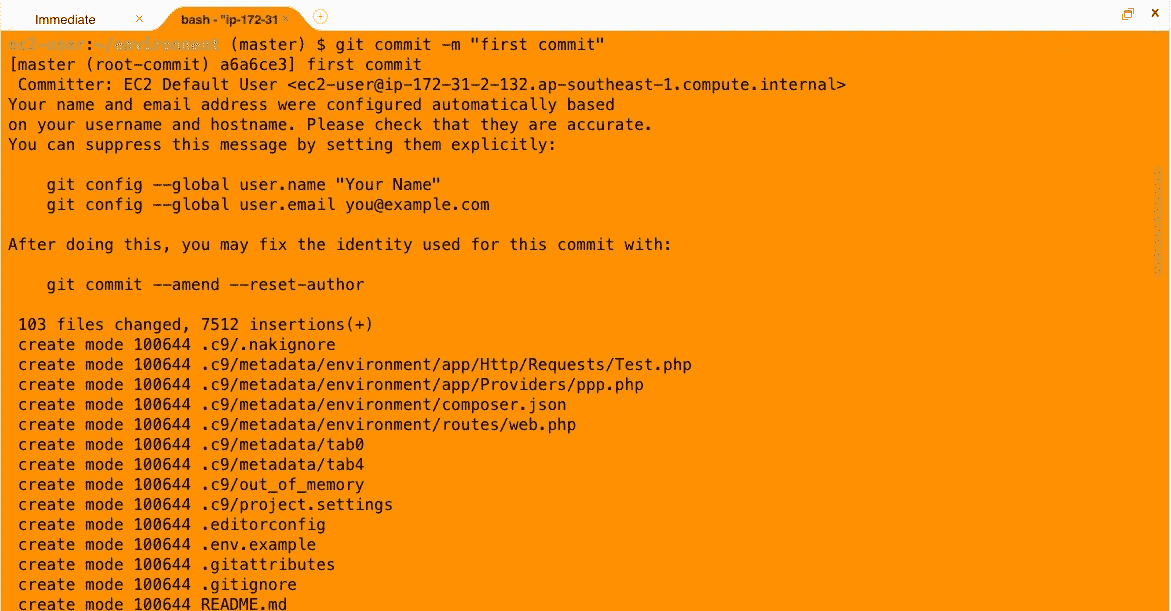 Immediate
bash - "ip-172-31
(master) $ git commit -m "first commit"
[master (root-commit) a6a6ce3] first commit
Committer: EC2 Default User <ec2-user@ip-172-31-2-132.ap-southeast-1.compute.internal>
Your name and email address were configured automatically based
on your username and hostname. Please check that they are accurate.
You can suppress this message by setting them explicitly:
git config --global user.name "Your Name"
git config --global user.email you@example.com
After doing this, you may fix the identity used for this commit with:
git commit --amend --reset-author
103 files changed, 7512 insertions(+)
create mode 100644 .c9/.nakignore
create mode 100644 .c9/metadata/environment/app/Http/Requests/Test.php
create mode 100644 .c9/metadata/environment/app/Providers/ppp.php
create mode 100644 .c9/metadata/environment/composer.json
create mode 100644 .c9/metadata/environment/routes/web.php
create mode 100644 .c9/metadata/tab0
create mode 100644 .c9/metadata/tab4
create mode 100644 .c9/out_of_memory
create mode 100644 .c9/project.settings
create mode 100644 .editorconfig
create mode 100644 .env.example
create mode 100644 .gitattributes
create mode 100644 .gitignore
create mode 100644 README.md